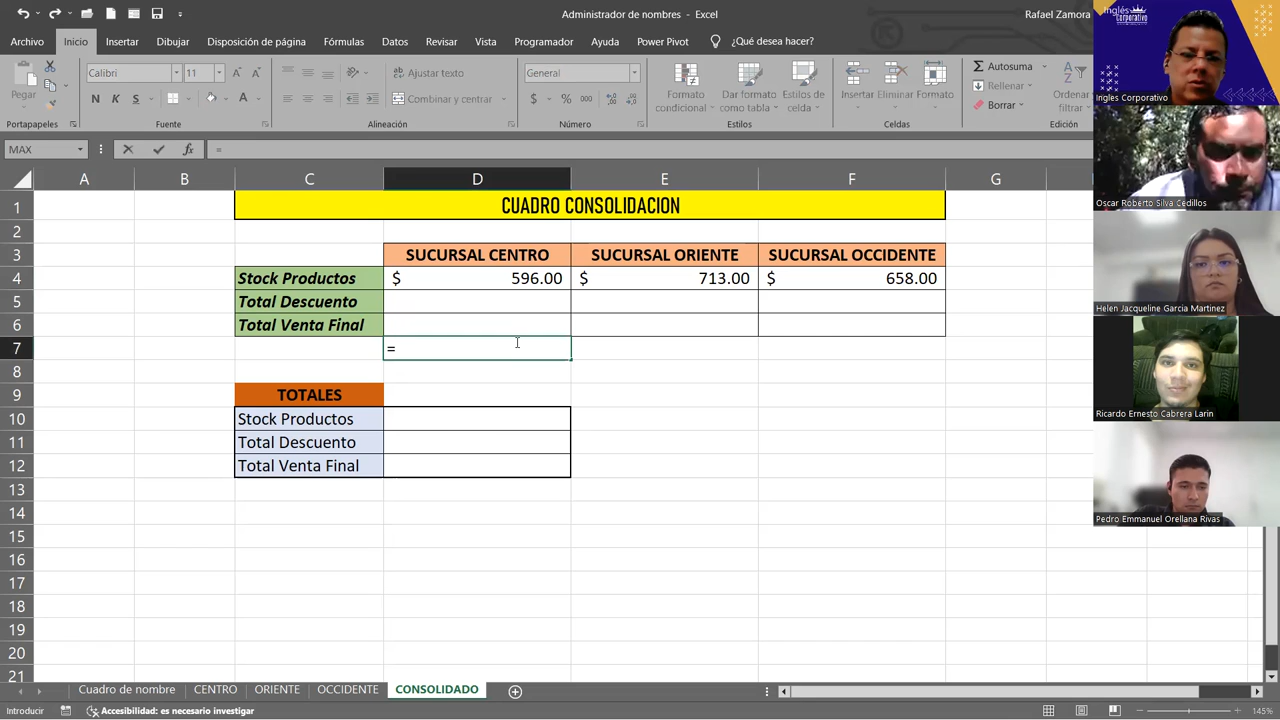 Administrador de nombres - Excel
Rafael Zamora
Archivo Inicio Insertar Dibujar Disposición de página Fórmulas Datos Revisar Vista Programador Ayuda Power Pivot ¿Qué desea hacer?
Pegar
Calibri 11
N K S
Ajustar texto
Combinar y centrar
General
$ % 000
Formato condicional
Dar formato como tabla
Estilos de celda
Insertar Eliminar Formato
Autosuma
Rellenar
Borrar
Ordenar
filtrar
Portapapeles Fuente Alineación Número Estilos Celdas Edición
MAX fx =
A B C D E F G
1 CUADRO CONSOLIDACION
2
3 SUCURSAL CENTRO SUCURSAL ORIENTE SUCURSAL OCCIDENTE
4 Stock Productos $ 596.00 $ 713.00 $ 658.00
5 Total Descuento
6 Total Venta Final
7 =
8
9 TOTALES
10 Stock Productos
11 Total Descuento
12 Total Venta Final
13
14
15
16
17
18
19
20
21
Cuadro de nombre CENTRO ORIENTE OCCIDENTE CONSOLIDADO
Introducir Accesibilidad: es necesario investigar 145%
Inglés
Corporativo
Ingles Corporativo
Oscar Roberto Silva Cedillos
Helen Jacqueline Garcia Martinez
Ricardo Ernesto Cabrera Larin
Pedro Emmanuel Orellana Rivas